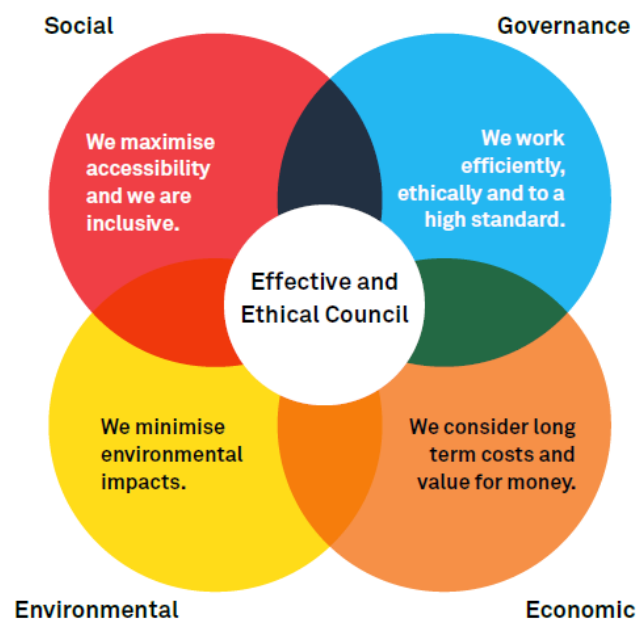 Social
Governance
We maximise
accessibility
and we are
inclusive.
We work
efficiently,
ethically and to a
high standard.
Effective and
Ethical Council
We minimise
environmental
impacts.
We consider long
term costs and
value for money.
Environmental
Economic